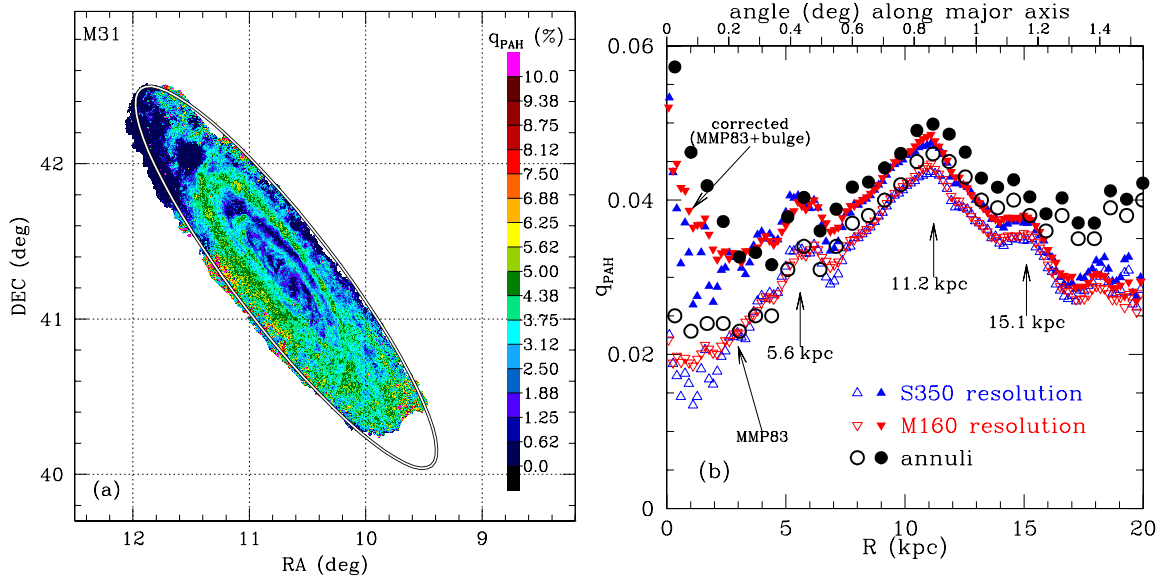 M31
q_PAH (%)
10.0
9.38
8.75
8.12
7.50
6.88
6.25
5.62
5.00
4.38
3.75
3.12
2.50
1.88
1.25
0.62
0.0
42
41
40
DEC (deg)
(a)
12 11 10 9
RA (deg)
angle (deg) along major axis
0 0.2 0.4 0.6 0.8 1 1.2 1.4
0.06
0.04
0.02
0
q_PAH
corrected
(MMP83+bulge)
11.2 kpc
15.1 kpc
5.6 kpc
MMP83
S350 resolution
M160 resolution
annuli
(b)
0 5 10 15 20
R (kpc)